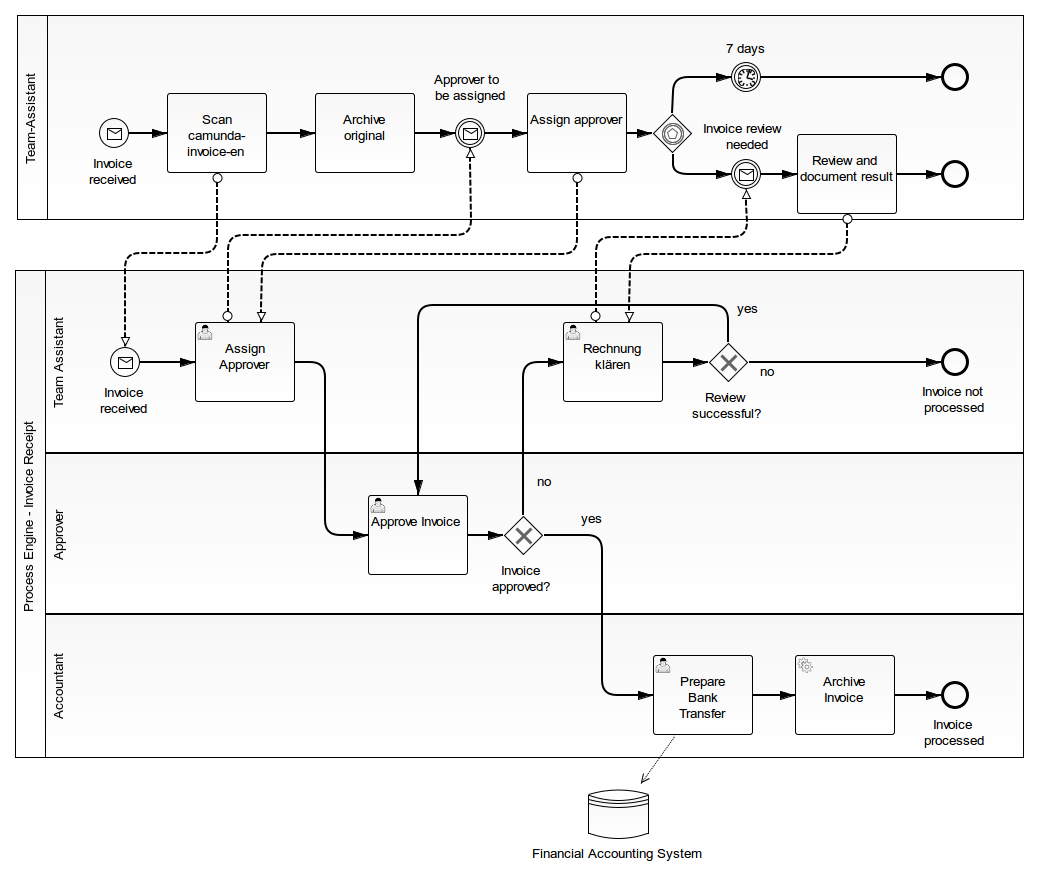 Team-Assistant
7 days
Approver to
be assigned
Invoice review
needed
Scan
camunda-
invoice-en
Archive
original
Assign approver
Review and
document result
Invoice
received
Process Engine - Invoice Receipt
Team Assistant
yes
Assign
Approver
Rechnung
klären
no
Invoice
received
Review
successful?
Invoice not
processed
Approver
no
yes
Approve Invoice
Invoice
approved?
Accountant
Prepare
Bank
Transfer
Archive
Invoice
Invoice
processed
Financial Accounting System